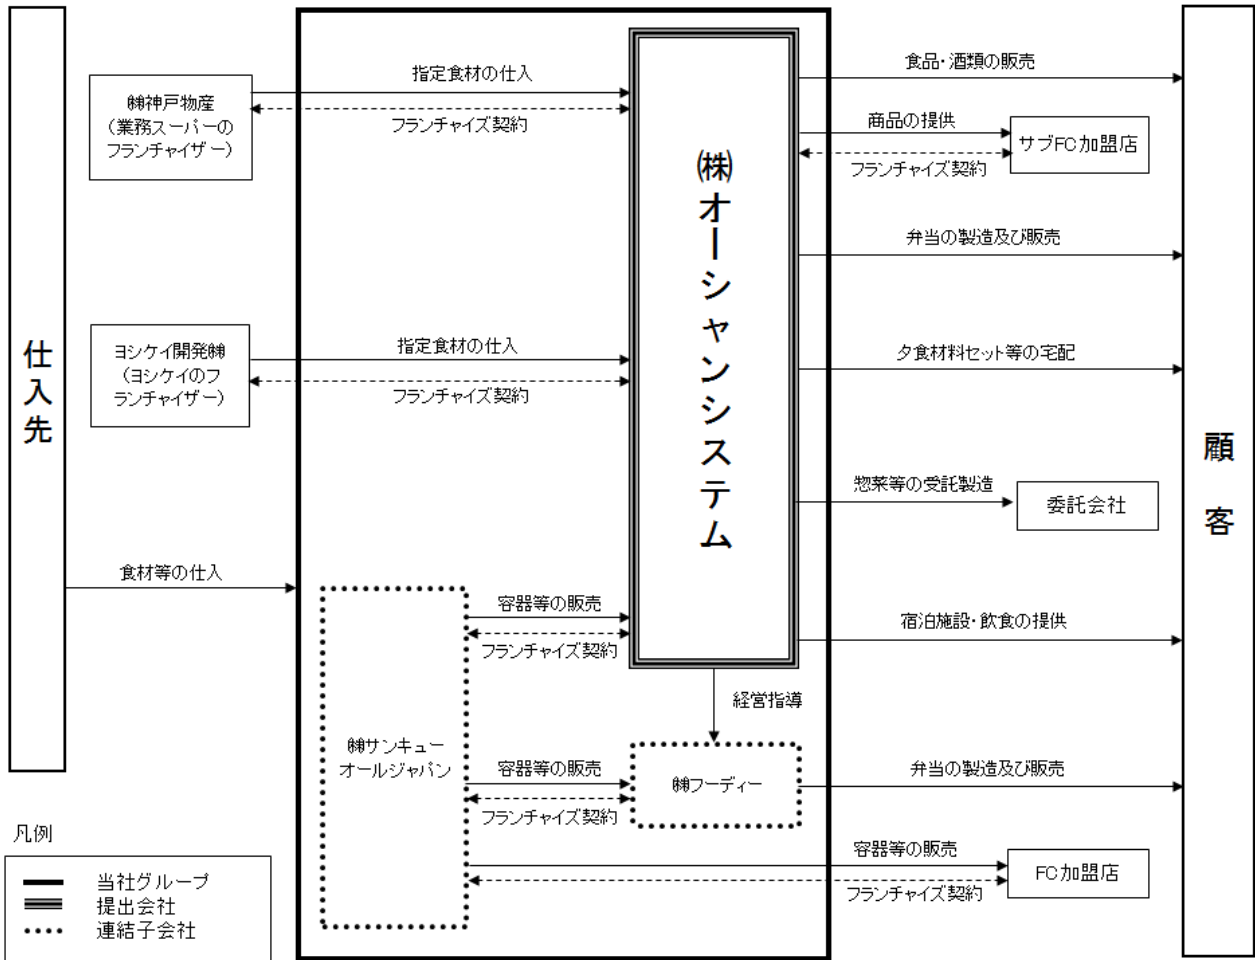 仕入先
㈱神戸物産
（業務スーパーの
フランチャイザー）
指定食材の仕入
フランチャイズ契約
ヨシケイ開発㈱
（ヨシケイのフ
ランチャイザー）
指定食材の仕入
フランチャイズ契約
食材等の仕入
㈱オーシャンシステム
食品・酒類の販売
商品の提供
サブFC加盟店
フランチャイズ契約
弁当の製造及び販売
夕食材料セット等の宅配
惣菜等の受託製造
委託会社
宿泊施設・飲食の提供
容器等の販売
フランチャイズ契約
経営指導
㈱サンキュー
オールジャパン
容器等の販売
フランチャイズ契約
㈱フーディー
弁当の製造及び販売
容器等の販売
フランチャイズ契約
FC加盟店
顧客
凡例
当社グループ
提出会社
連結子会社